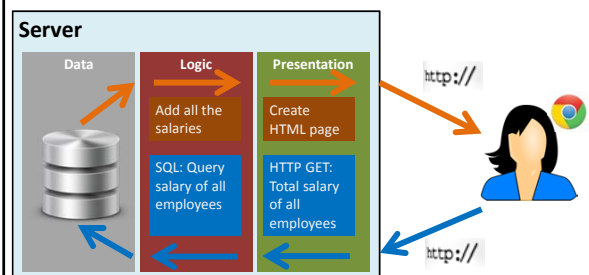 Server
Data
Logic
Presentation
Add all the
salaries
Create
HTML page
SQL: Query
salary of all
employees
HTTP GET:
Total salary
of all
employees
http://
http://